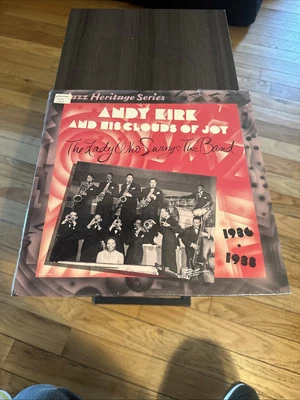 Jazz Heritage Series
ANDY KIRK
AND HIS CLOUDS OF JOY
The Lady Who Swings The Band
1936 •
1938